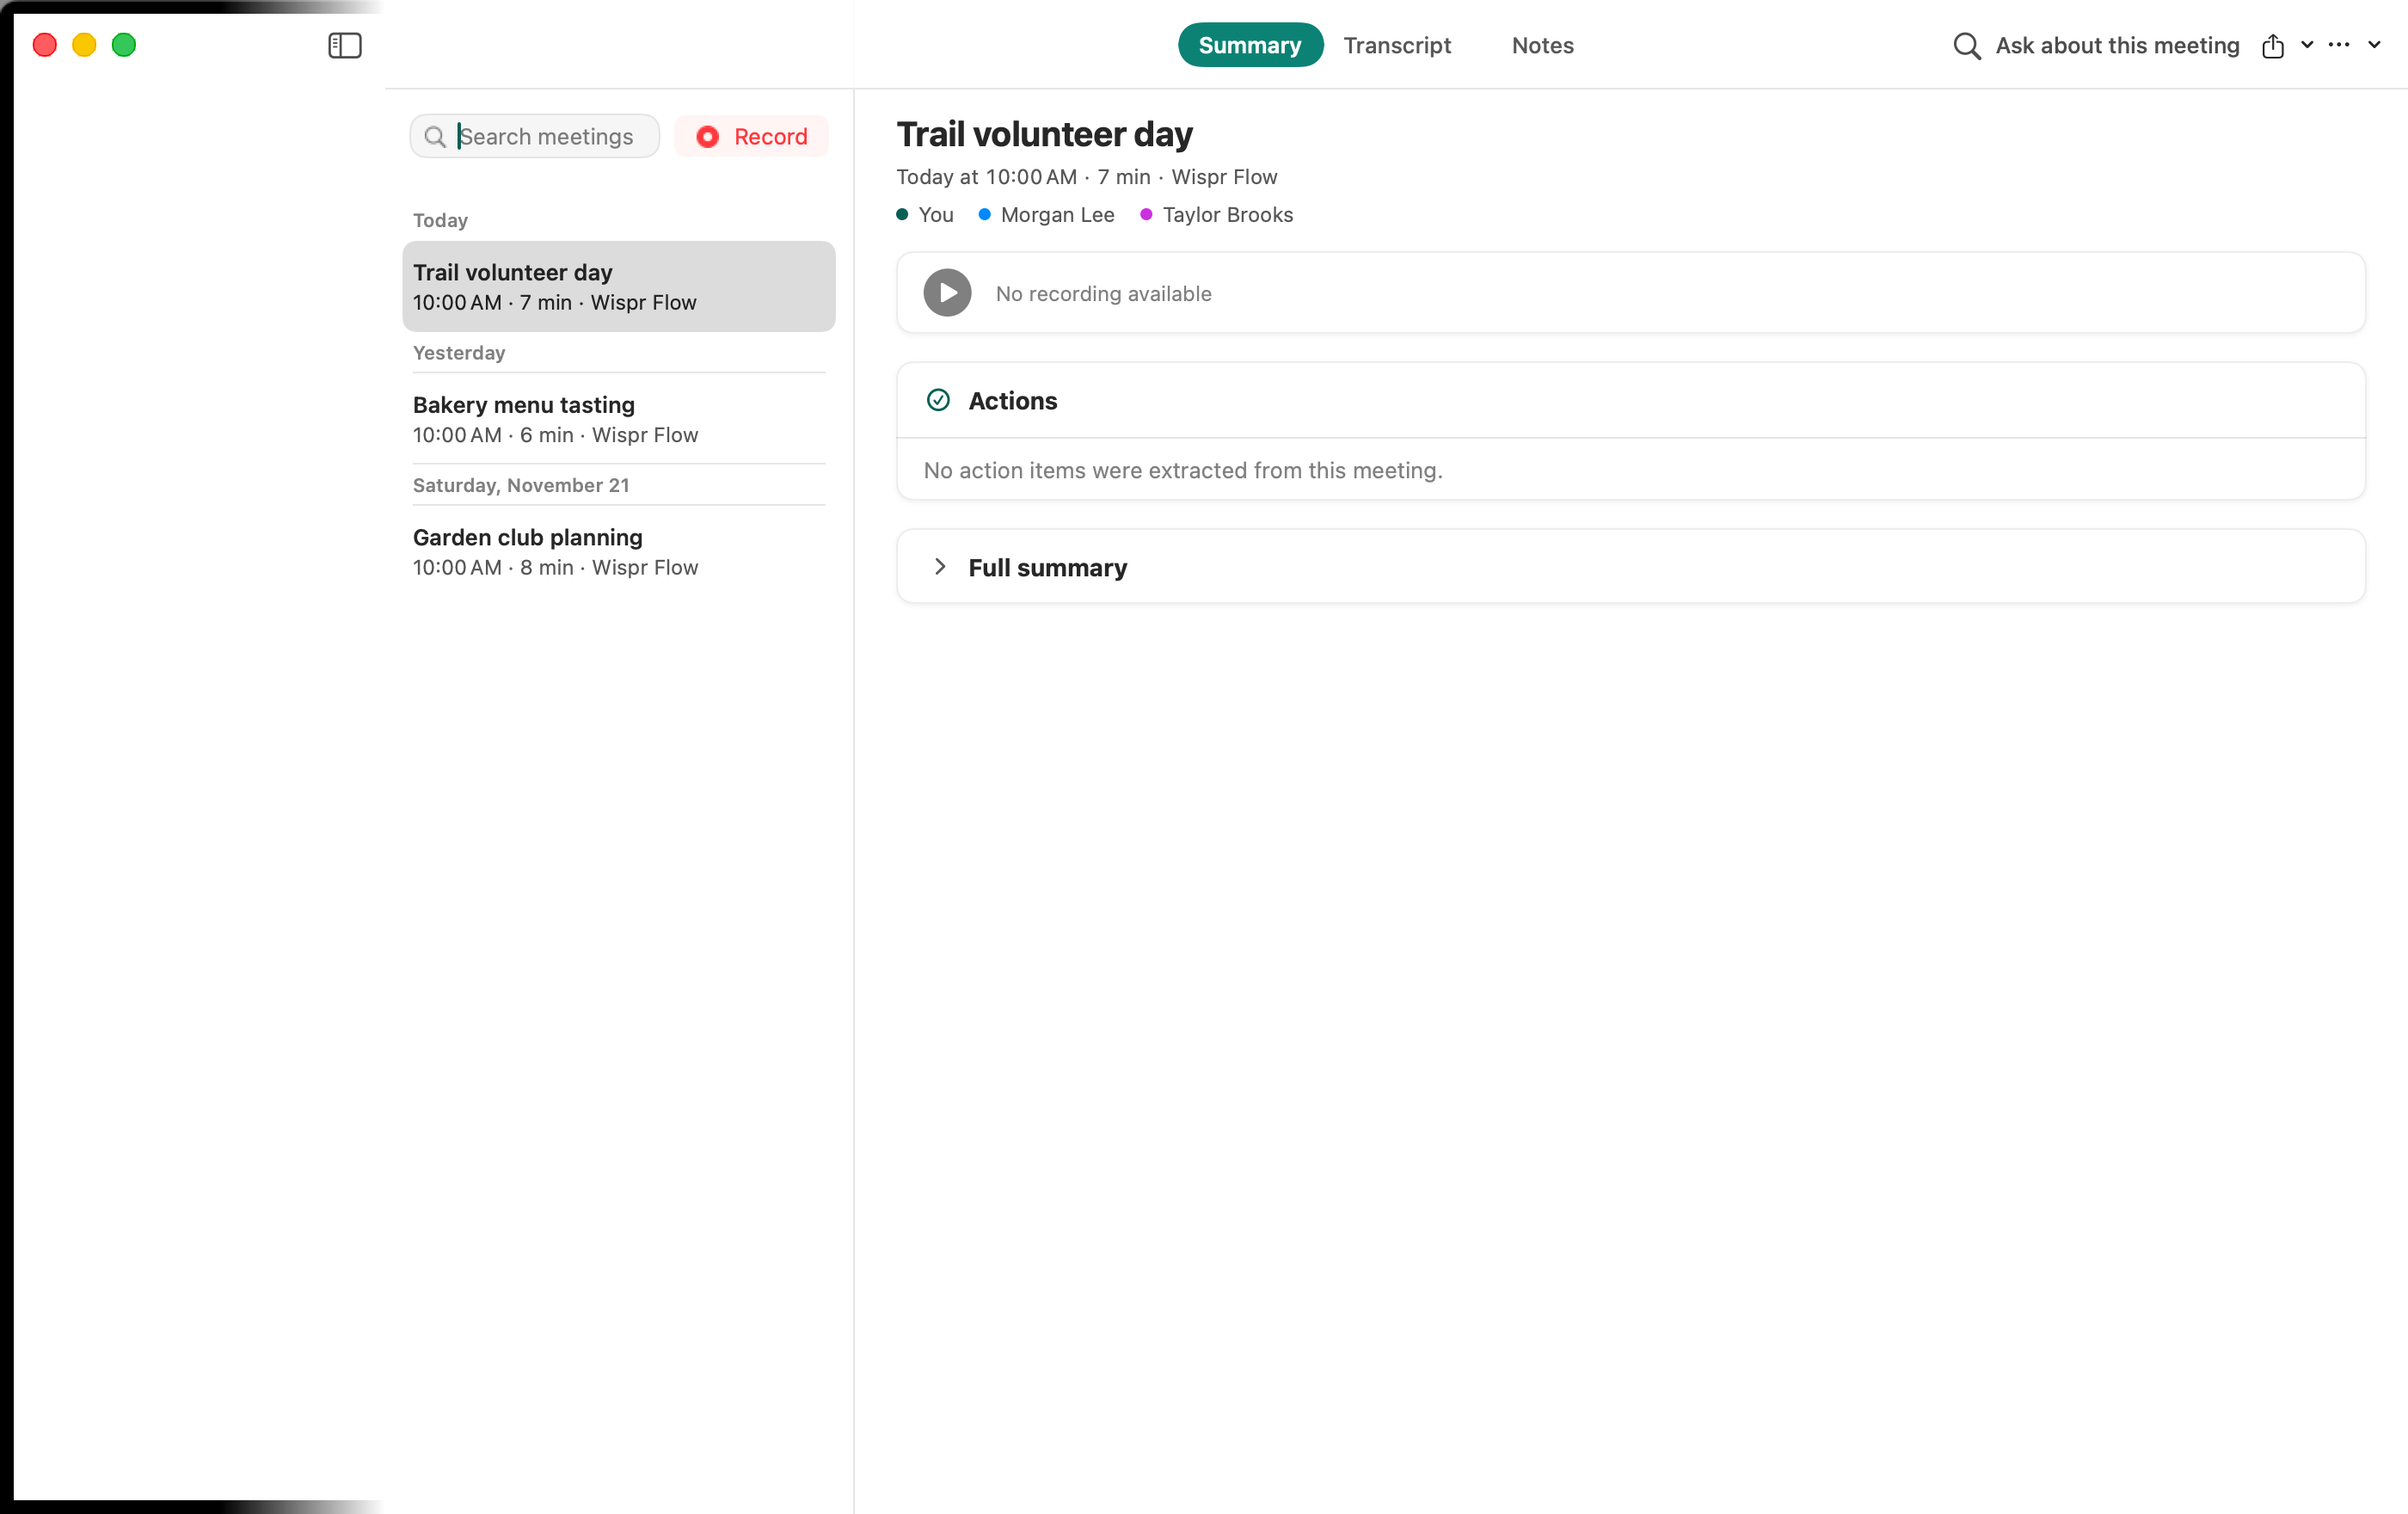 Summary Transcript Notes Ask about this meeting
Search meetings Record
Today
Trail volunteer day
10:00 AM · 7 min · Wispr Flow
Yesterday
Bakery menu tasting
10:00 AM · 6 min · Wispr Flow
Saturday, November 21
Garden club planning
10:00 AM · 8 min · Wispr Flow
Trail volunteer day
Today at 10:00 AM · 7 min · Wispr Flow
You Morgan Lee Taylor Brooks
No recording available
Actions
No action items were extracted from this meeting.
Full summary